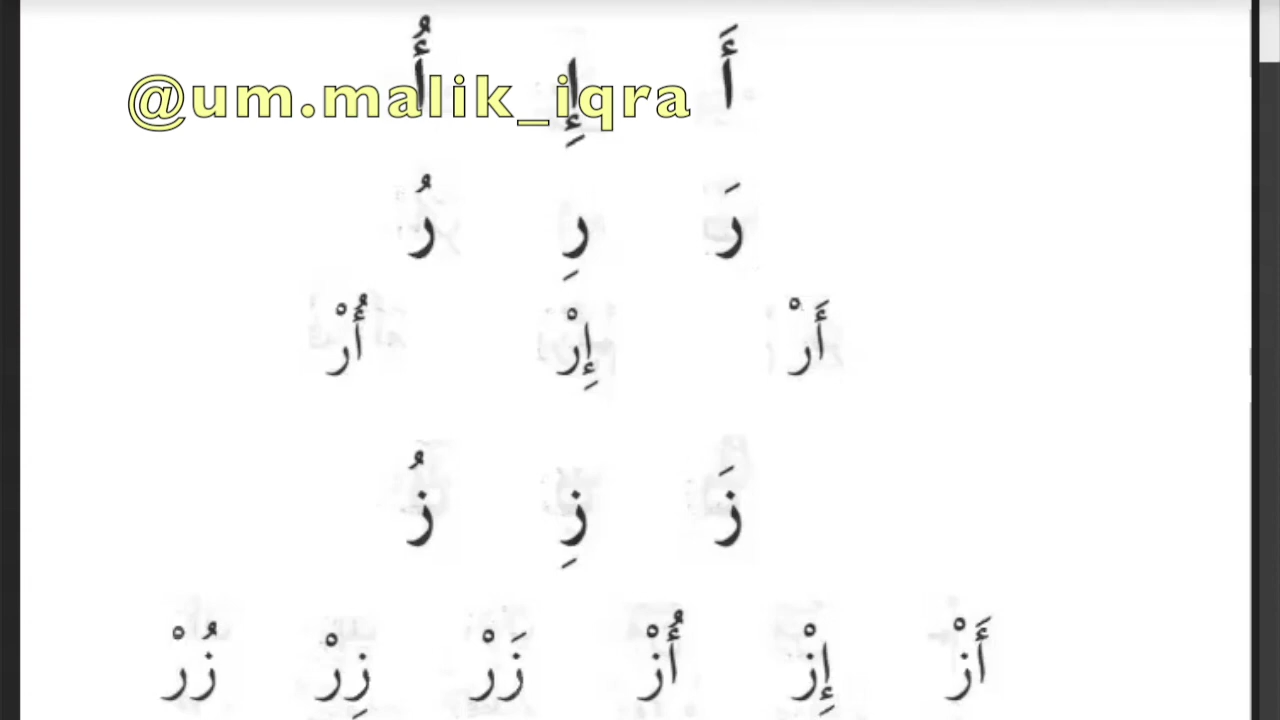 أَ إِ أُ
@um.malik_iqra
رَ رِ رُ
أَرْ إِرْ أُرْ
زَ زِ زُ
أَزْ إِزْ أُزْ زَرْ زِرْ زُرْ